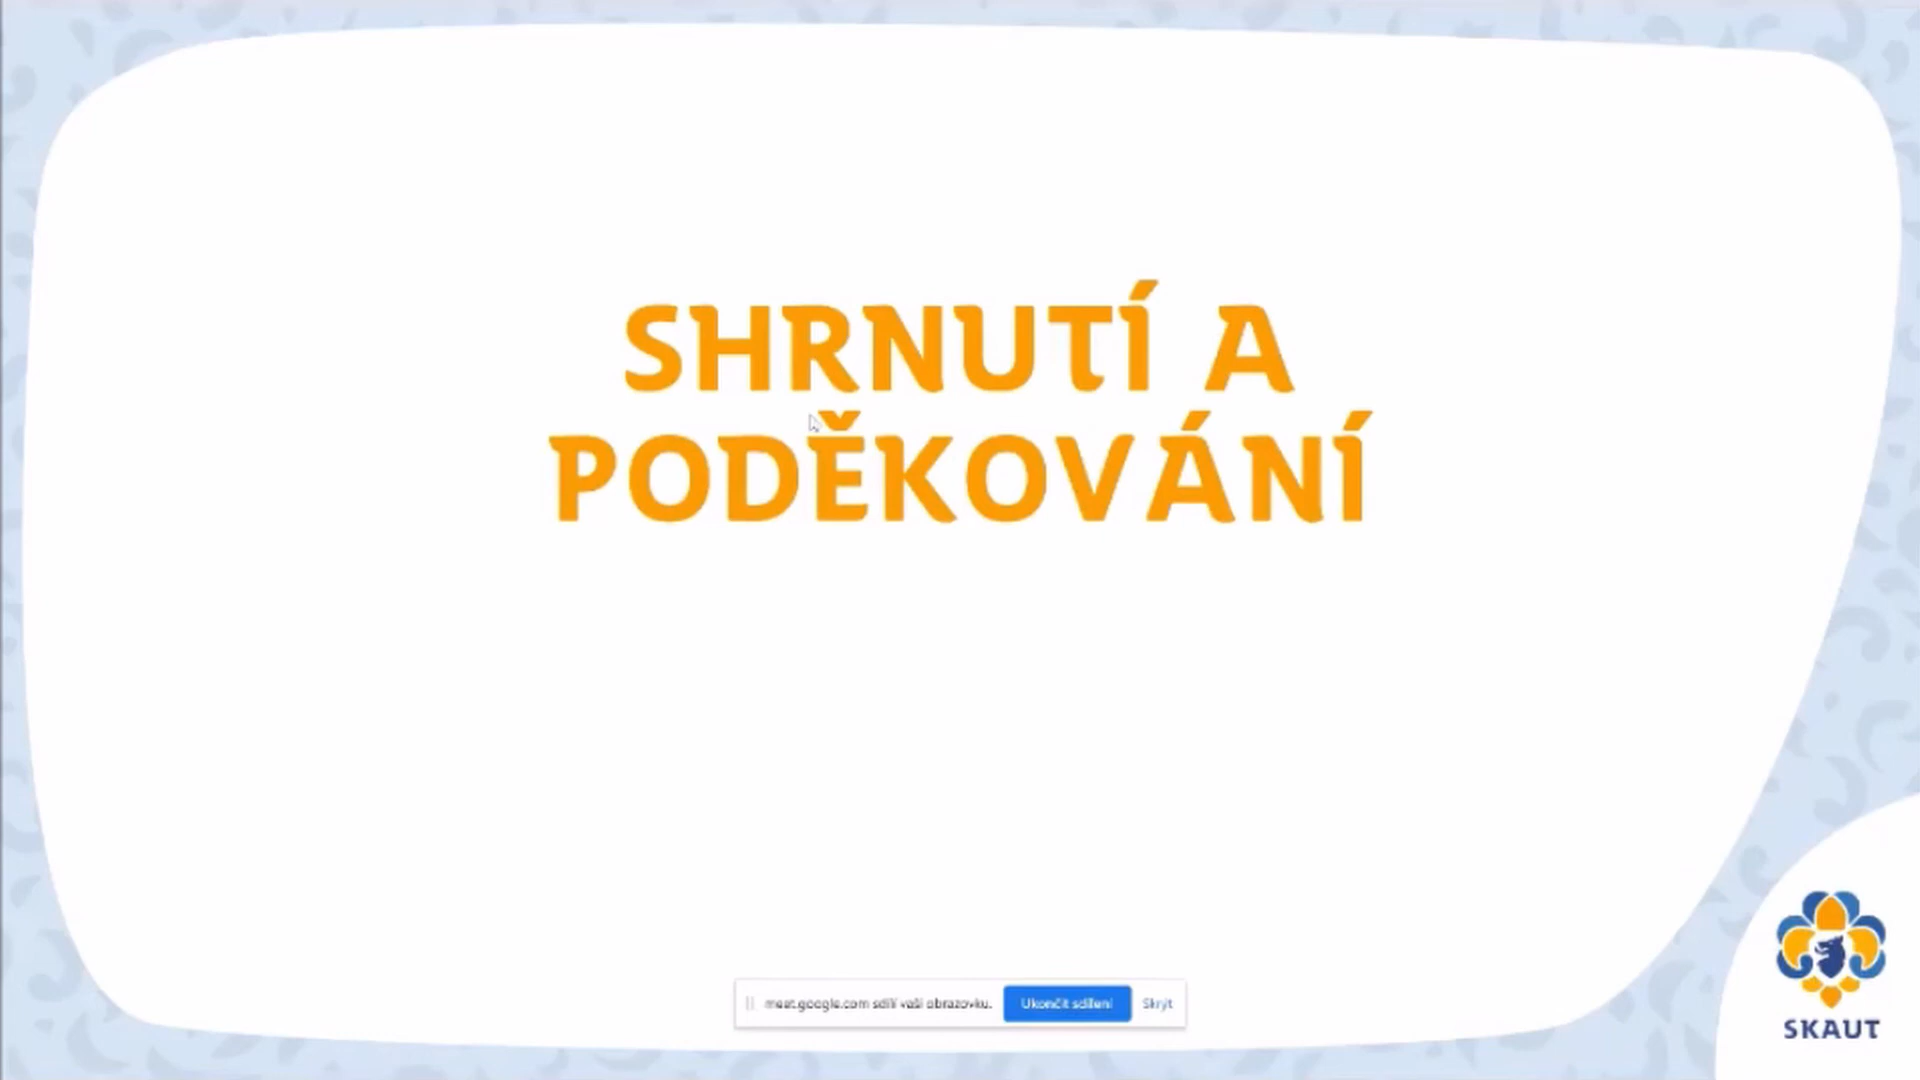 SHRNUTÍ A
PODĚKOVÁNÍ
meet.google.com sdílí vaši obrazovku. Ukončit sdílení Skrýt
SKAUT